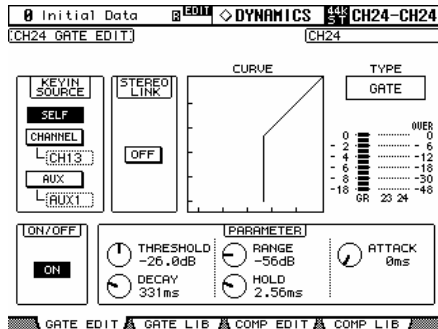 0 Initial Data EDIT DYNAMICS 44K ST CH24-CH24
CH24 GATE EDIT CH24
KEYIN SOURCE
SELF
CHANNEL
CH13
AUX
AUX1
STEREO LINK
OFF
CURVE
TYPE
GATE
OVER
0 0
- 2 - 6
- 4 -12
- 6 -18
- 8 -30
-18 -48
GR 23 24
ON/OFF
ON
PARAMETER
THRESHOLD -26.0dB
RANGE -56dB
ATTACK 0ms
DECAY 331ms
HOLD 2.56ms
GATE EDIT GATE LIB COMP EDIT COMP LIB